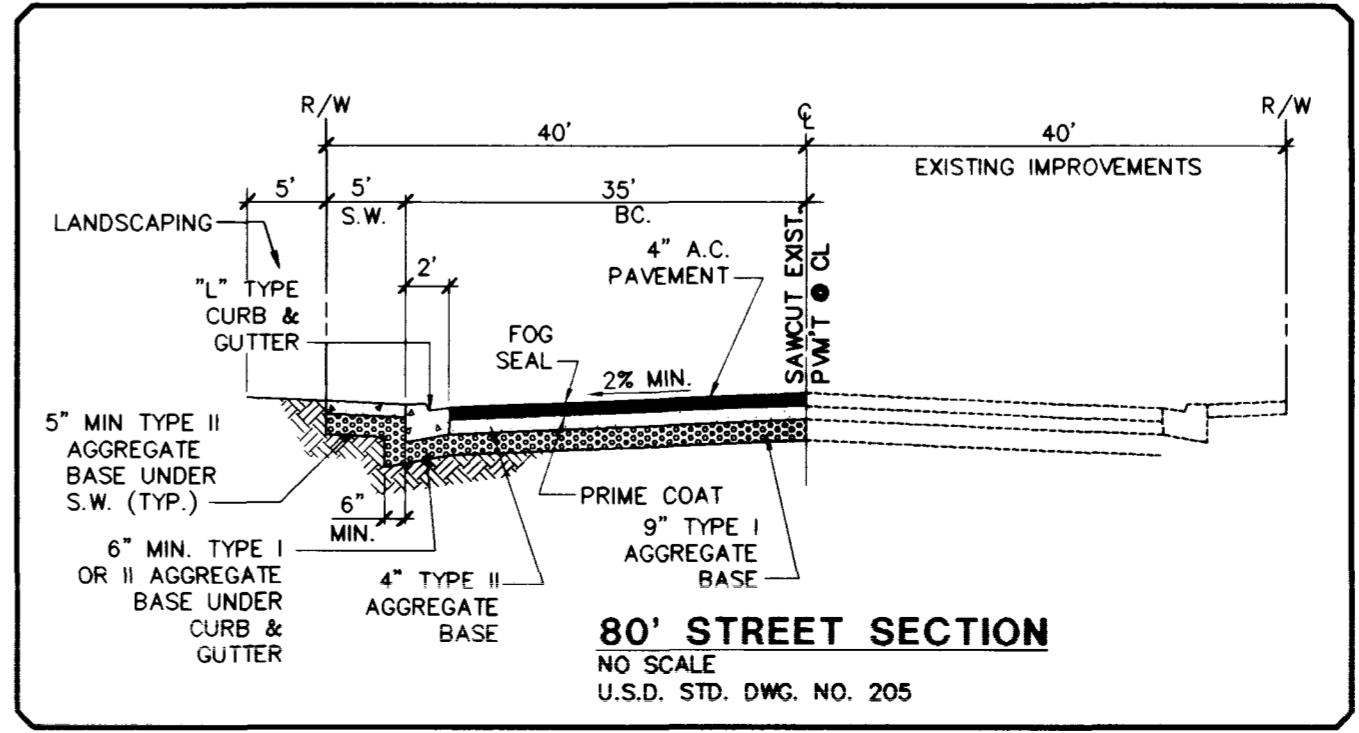 R/W
℄
R/W
40'
40'
EXISTING IMPROVEMENTS
5'
5'
S.W.
35'
BC.
LANDSCAPING
4" A.C.
PAVEMENT
SAWCUT EXIST.
PVM'T @ CL
2'
"L" TYPE
CURB &
GUTTER
FOG
SEAL
2% MIN.
5" MIN TYPE II
AGGREGATE
BASE UNDER
S.W. (TYP.)
6"
MIN.
PRIME COAT
9" TYPE I
AGGREGATE
BASE
6" MIN. TYPE I
OR II AGGREGATE
BASE UNDER
CURB &
GUTTER
4" TYPE II
AGGREGATE
BASE
80' STREET SECTION
NO SCALE
U.S.D. STD. DWG. NO. 205